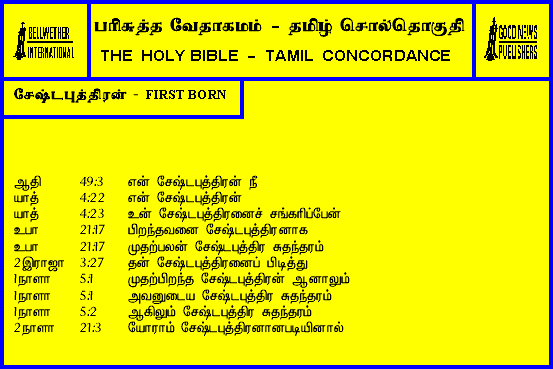 BELLWETHER
INTERNATIONAL
பரிசுத்த வேதாகமம் - தமிழ் சொல்தொகுதி
THE HOLY BIBLE - TAMIL CONCORDANCE
GOOD NEWS
PUBLISHERS
சேஷ்டபுத்திரன் - FIRST BORN
ஆதி 49:3 என் சேஷ்டபுத்திரன் நீ
யாத் 4:22 என் சேஷ்டபுத்திரன்
யாத் 4:23 உன் சேஷ்டபுத்திரனைச் சங்கரிப்பேன்
உபா 21:17 பிறந்தவனை சேஷ்டபுத்திரனாக
உபா 21:17 முதற்பலன் சேஷ்டபுத்திர சுதந்தரம்
2இராஜா 3:27 தன் சேஷ்டபுத்திரனைப் பிடித்து
1நாளா 5:1 முதற்பிறந்த சேஷ்டபுத்திரன் ஆனாலும்
1நாளா 5:1 அவனுடைய சேஷ்டபுத்திர சுதந்தரம்
1நாளா 5:2 ஆகிலும் சேஷ்டபுத்திர சுதந்தரம்
2நாளா 21:3 யோராம் சேஷ்டபுத்திரனானபடியினால்